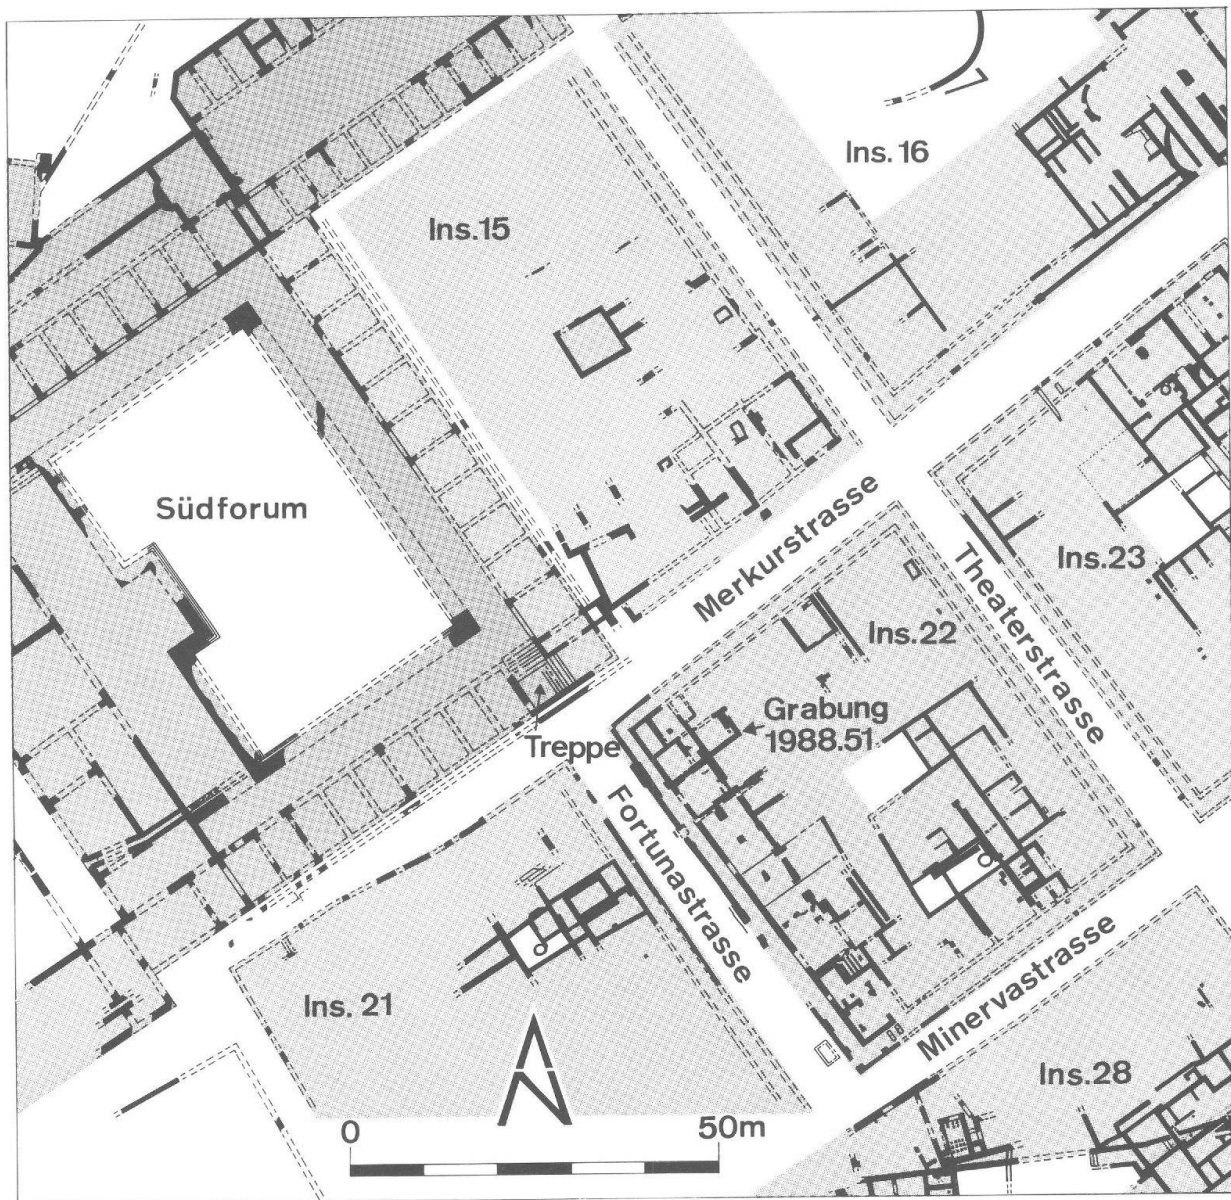 Ins. 16
Ins.15
Südforum
Merkurstrasse
Theaterstrasse
Ins.23
Ins.22
Grabung
1988.51
Treppe
Fortunastrasse
Ins. 21
Minervastrasse
Ins.28
N
0
50m